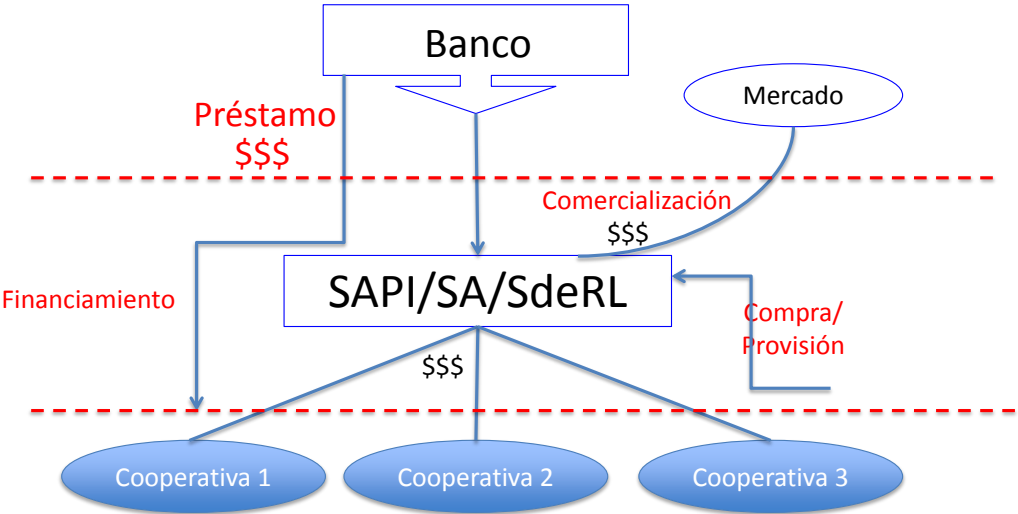 Banco
Mercado
Préstamo
$$$
Comercialización
$$$
SAPI/SA/SdeRL
Financiamiento
Compra/
Provisión
$$$
Cooperativa 1
Cooperativa 2
Cooperativa 3